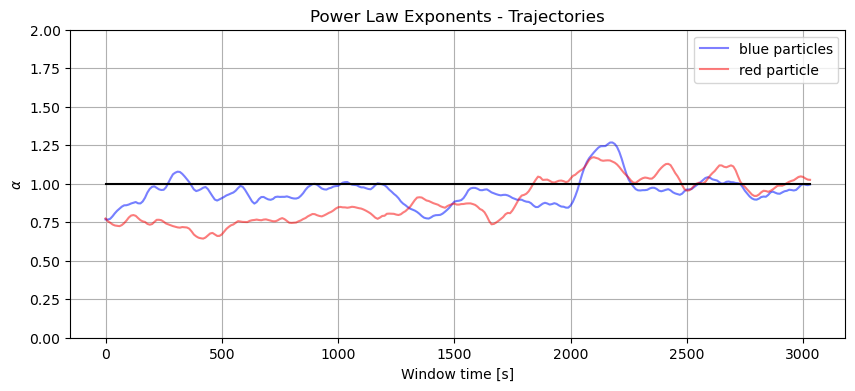 Power Law Exponents - Trajectories
2.00
1.75
1.50
1.25
1.00
0.75
0.50
0.25
0.00
α
blue particles
red particle
0 500 1000 1500 2000 2500 3000
Window time [s]